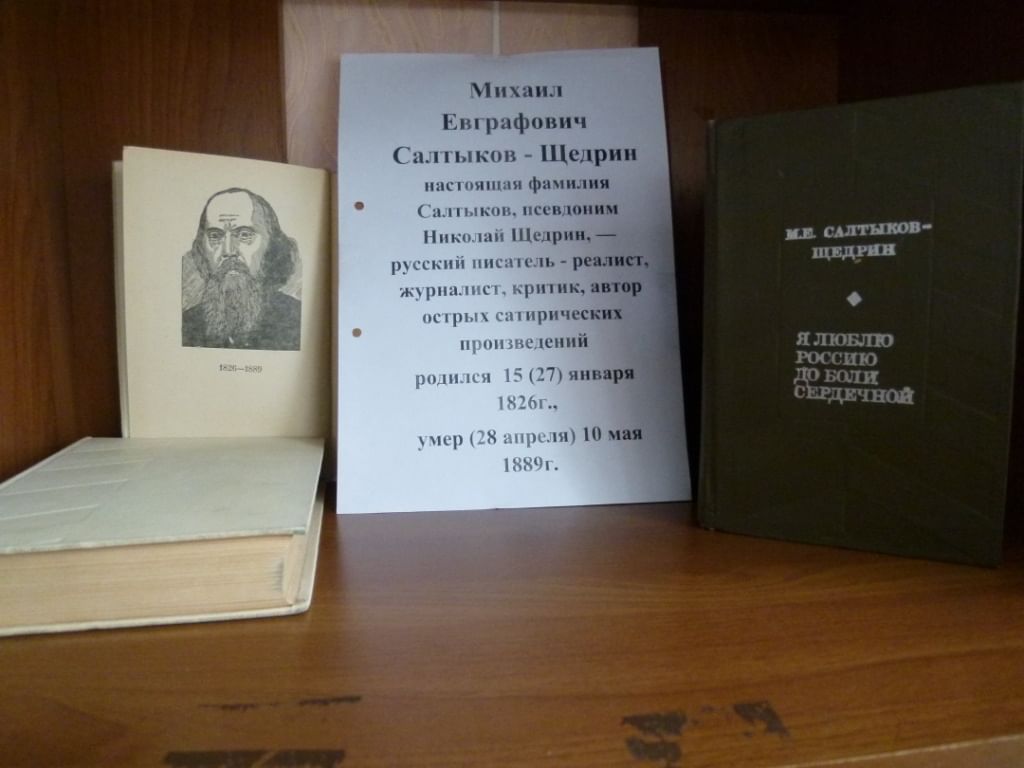 1826—1889
Михаил
Евграфович
Салтыков - Щедрин
настоящая фамилия
Салтыков, псевдоним
Николай Щедрин, —
русский писатель - реалист,
журналист, критик, автор
острых сатирических
произведений
родился 15 (27) января
1826г.,
умер (28 апреля) 10 мая
1889г.
М.Е. САЛТЫКОВ-
ЩЕДРИН
Я ЛЮБЛЮ
РОССИЮ
ДО БОЛИ
СЕРДЕЧНОЙ